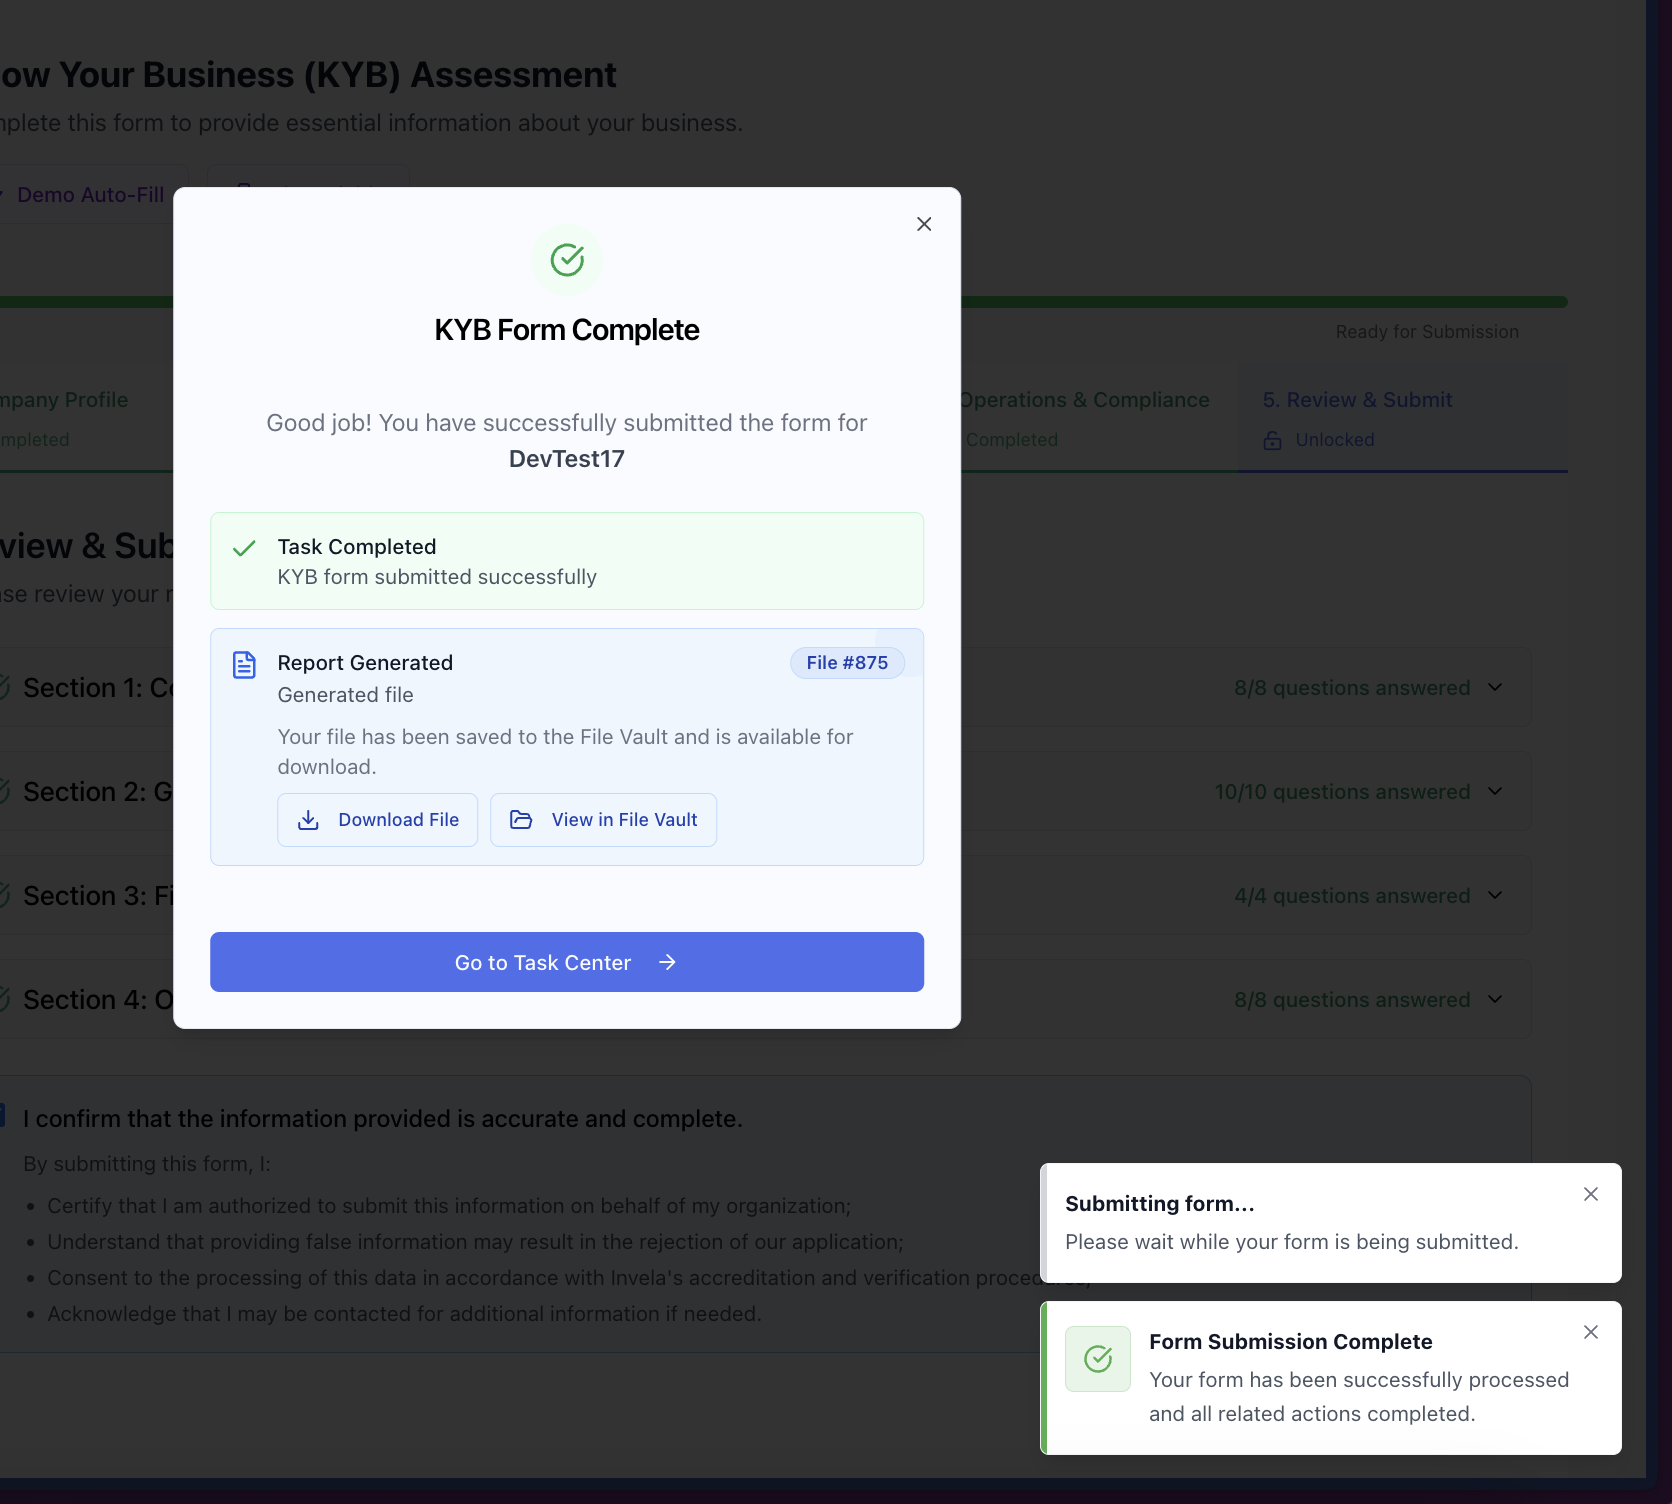 ow Your Business (KYB) Assessment
plete this form to provide essential information about your business.
Demo Auto-Fill
Ready for Submission
mpany Profile
mpleted
Operations & Compliance
Completed
5. Review & Submit
Unlocked
view & Sub
se review your r
Section 1: Co
8/8 questions answered
Section 2: G
10/10 questions answered
Section 3: Fi
4/4 questions answered
Section 4: O
8/8 questions answered
KYB Form Complete
Good job! You have successfully submitted the form for
DevTest17
Task Completed
KYB form submitted successfully
Report Generated
File #875
Generated file
Your file has been saved to the File Vault and is available for
download.
Download File
View in File Vault
Go to Task Center
I confirm that the information provided is accurate and complete.
By submitting this form, I:
• Certify that I am authorized to submit this information on behalf of my organization;
• Understand that providing false information may result in the rejection of our application;
• Consent to the processing of this data in accordance with Invela's accreditation and verification procedures;
• Acknowledge that I may be contacted for additional information if needed.
Submitting form...
Please wait while your form is being submitted.
Form Submission Complete
Your form has been successfully processed
and all related actions completed.